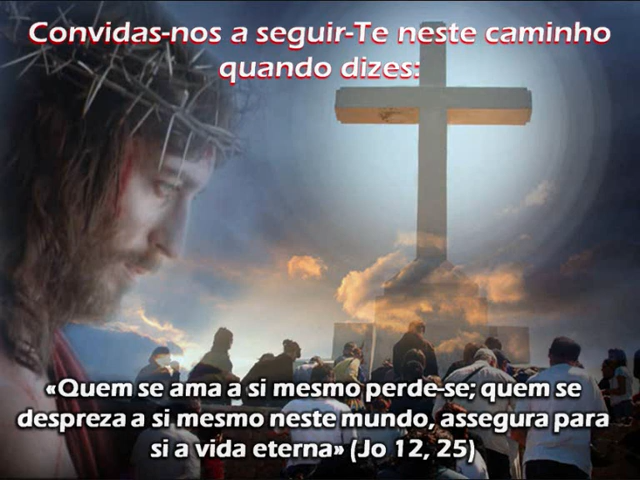 Convidas-nos a seguir-Te neste caminho
quando dizes:
«Quem se ama a si mesmo perde-se; quem se
despreza a si mesmo neste mundo, assegura para
si a vida eterna» (Jo 12, 25)